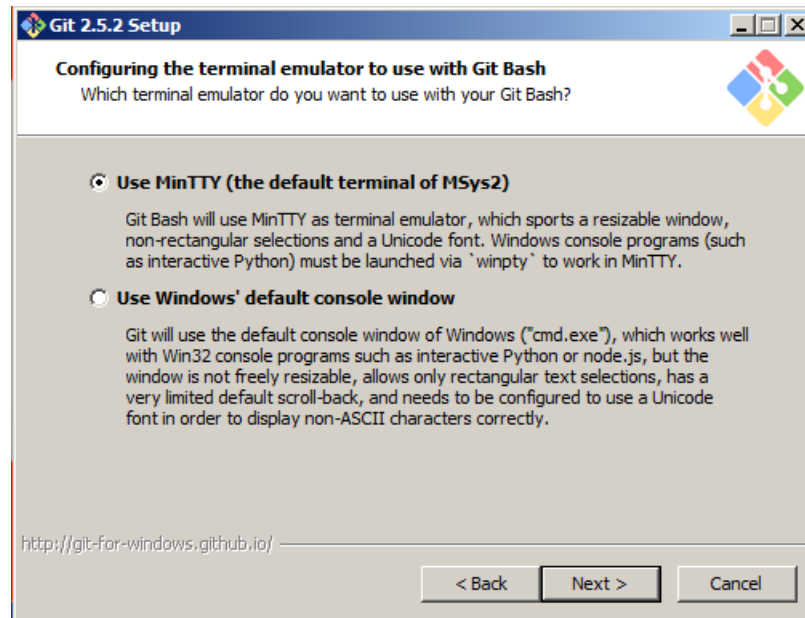 Git 2.5.2 Setup
Configuring the terminal emulator to use with Git Bash
Which terminal emulator do you want to use with your Git Bash?
Use MinTTY (the default terminal of MSys2)
Git Bash will use MinTTY as terminal emulator, which sports a resizable window,
non-rectangular selections and a Unicode font. Windows console programs (such
as interactive Python) must be launched via `winpty` to work in MinTTY.
Use Windows' default console window
Git will use the default console window of Windows ("cmd.exe"), which works well
with Win32 console programs such as interactive Python or node.js, but the
window is not freely resizable, allows only rectangular text selections, has a
very limited default scroll-back, and needs to be configured to use a Unicode
font in order to display non-ASCII characters correctly.
http://git-for-windows.github.io/
< Back Next > Cancel